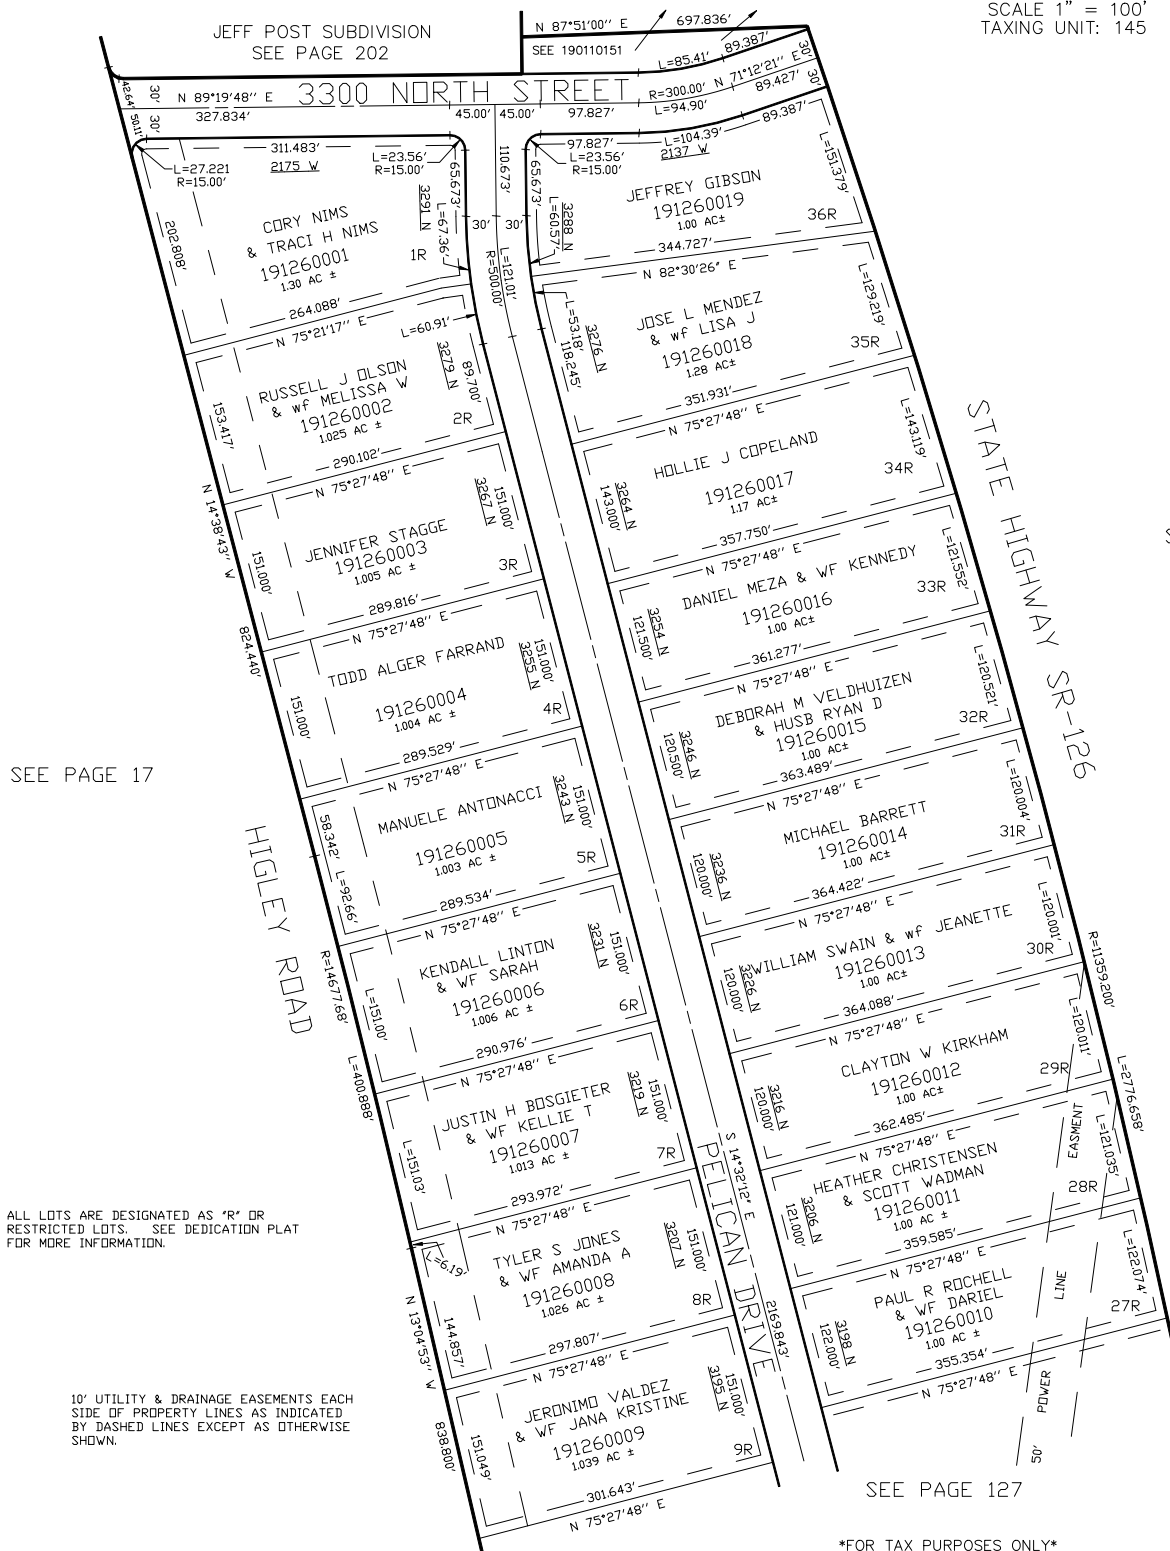 SCALE 1" = 100'
TAXING UNIT: 145
JEFF POST SUBDIVISION
SEE PAGE 202
N 87°51'00'' E
697.836'
SEE 190110151
L=85.41'
89.387'
30'
N 71°12'21'' E
30'
R=300.00'
89.427'
L=94.90'
89.387'
42.64'
50.11'
30'
30'
N 89°19'48'' E
327.834'
3300 NORTH STREET
45.00'
45.00'
97.827'
311.483'
2175 W
L=27.221
R=15.00'
L=23.56'
R=15.00'
110.673'
97.827'
L=23.56'
R=15.00'
L=104.39'
2137 W
L=151.379'
202.808'
65.673'
65.673'
3291 N
L=67.36'
30'
30'
L=60.57'
3288 N
L=121.01'
R=500.00'
CORY NIMS
& TRACI H NIMS
191260001
1.30 AC ±
1R
264.088'
N 75°21'17'' E
JEFFREY GIBSON
191260019
1.00 AC±
36R
344.727'
N 82°30'26" E
L=60.91'
3279 N
89.700'
153.417'
RUSSELL J OLSON
& wf MELISSA W
191260002
1.025 AC ±
2R
290.102'
N 75°27'48'' E
L=53.18'
118.245'
3276 N
JOSE L MENDEZ
& wf LISA J
191260018
1.28 AC±
L=129.219'
35R
351.931'
N 75°27'48'' E
N 14°38'43'' W
824.440'
151.000'
JENNIFER STAGGE
191260003
1.005 AC ±
3267 N
151.000'
3R
289.816'
N 75°27'48'' E
3264 N
143.000'
HOLLIE J COPELAND
191260017
1.17 AC±
L=143.119'
34R
357.750'
N 75°27'48'' E
STATE HIGHWAY SR-126
151.000'
TODD ALGER FARRAND
191260004
1.004 AC ±
151.000'
3255 N
4R
289.529'
N 75°27'48'' E
3254 N
121.500'
DANIEL MEZA & WF KENNEDY
191260016
1.00 AC±
L=121.552'
33R
361.277'
N 75°27'48'' E
SEE PAGE 17
HIGLEY ROAD
58.342'
L=92.66'
MANUELE ANTONACCI
191260005
1.003 AC ±
151.000'
3243 N
5R
289.534'
N 75°27'48'' E
3246 N
120.500'
DEBORAH M VELDHUIZEN
& HUSB RYAN D
191260015
1.00 AC±
L=120.521'
32R
363.489'
N 75°27'48'' E
R=14677.68'
L=400.888'
L=151.00'
KENDALL LINTON
& WF SARAH
191260006
1.006 AC ±
3231 N
151.000'
6R
290.976'
N 75°27'48'' E
3236 N
120.000'
MICHAEL BARRETT
191260014
1.00 AC±
L=120.004'
31R
364.422'
N 75°27'48'' E
L=151.03'
JUSTIN H BOSGIETER
& WF KELLIE T
191260007
1.013 AC ±
3219 N
151.000'
7R
293.972'
N 75°27'48'' E
3226 N
120.000'
WILLIAM SWAIN & wf JEANETTE
191260013
1.00 AC±
L=120.001'
30R
364.088'
N 75°27'48'' E
R=11359.200'
L=2776.658'
3216 N
120.000'
CLAYTON W KIRKHAM
191260012
1.00 AC±
L=120.011'
29R
362.485'
N 75°27'48'' E
ALL LOTS ARE DESIGNATED AS "R" OR
RESTRICTED LOTS. SEE DEDICATION PLAT
FOR MORE INFORMATION.
L=6.19'
N 13°04'53'' W
838.800'
144.857'
TYLER S JONES
& WF AMANDA A
191260008
1.026 AC ±
151.000'
3207 N
8R
297.807'
N 75°27'48'' E
PELICAN DRIVE
S 14°32'12" E
2169.843'
3206 N
121.000'
HEATHER CHRISTENSEN
& SCOTT WADMAN
191260011
1.00 AC ±
L=121.035'
28R
359.585'
N 75°27'48'' E
10' UTILITY & DRAINAGE EASEMENTS EACH
SIDE OF PROPERTY LINES AS INDICATED
BY DASHED LINES EXCEPT AS OTHERWISE
SHOWN.
151.049'
JERONIMO VALDEZ
& WF JANA KRISTINE
191260009
1.039 AC ±
151.000'
3195 N
9R
301.643'
N 75°27'48'' E
3198 N
122.000'
PAUL R ROCHELL
& WF DARIEL
191260010
1.00 AC ±
L=122.074'
27R
355.354'
N 75°27'48'' E
50' POWER LINE EASMENT
SEE PAGE 127
*FOR TAX PURPOSES ONLY*